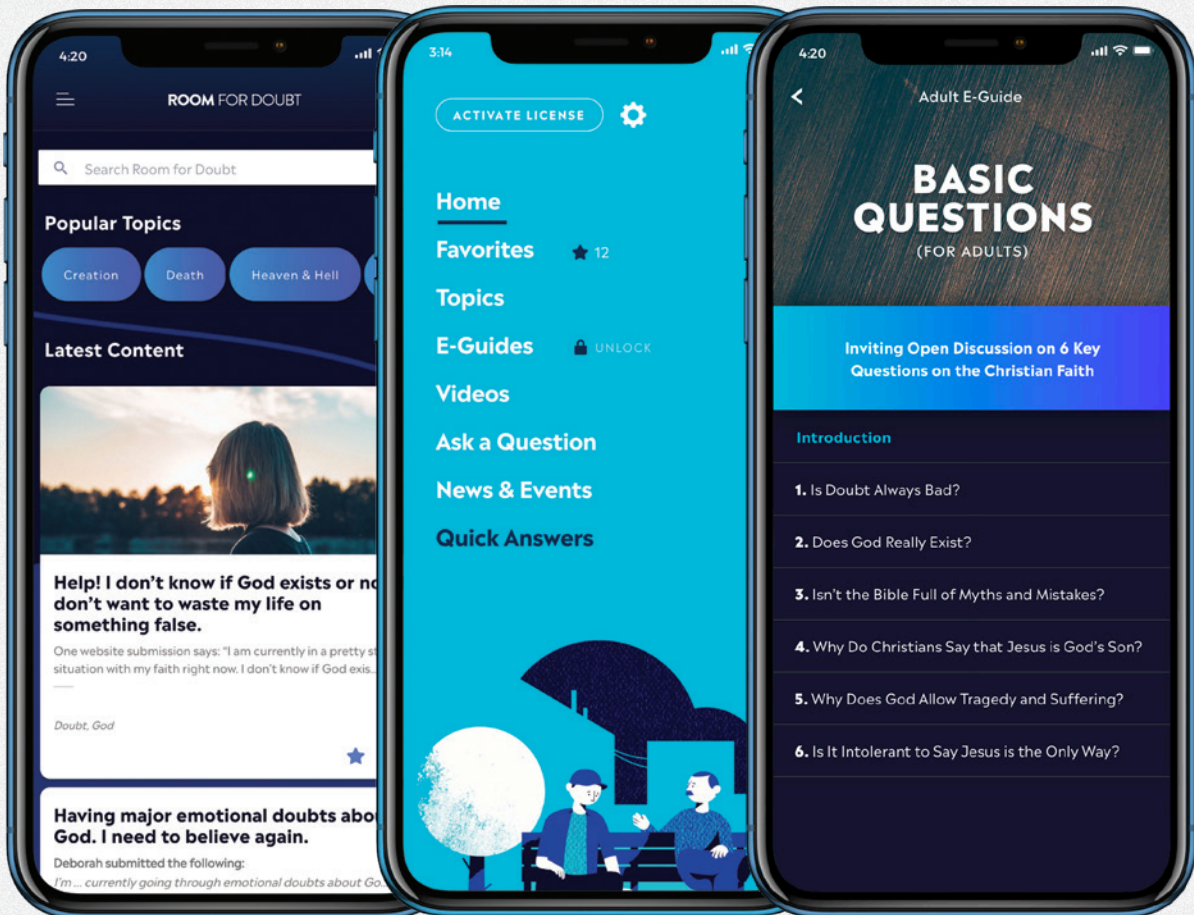 4:20
ROOM FOR DOUBT
Search Room for Doubt
Popular Topics
Creation
Death
Heaven & Hell
Latest Content
Help! I don’t know if God exists or
don’t want to waste my life on
something false.
One website submission says: “I am currently in a pretty
situation with my faith right now. I don’t know if God exis...
Doubt, God
Having major emotional doubts
God. I need to believe again.
Deborah submitted the following:
I'm ... currently going through emotional doubts about
3:14
ACTIVATE LICENSE
Home
Favorites 12
Topics
E-Guides UNLOCK
Videos
Ask a Question
News & Events
Quick Answers
4:20
Adult E-Guide
BASIC
QUESTIONS
(FOR ADULTS)
Inviting Open Discussion on 6 Key
Questions on the Christian Faith
Introduction
1. Is Doubt Always Bad?
2. Does God Really Exist?
3. Isn’t the Bible Full of Myths and Mistakes?
4. Why Do Christians Say that Jesus is God’s Son?
5. Why Does God Allow Tragedy and Suffering?
6. Is It Intolerant to Say Jesus is the Only Way?